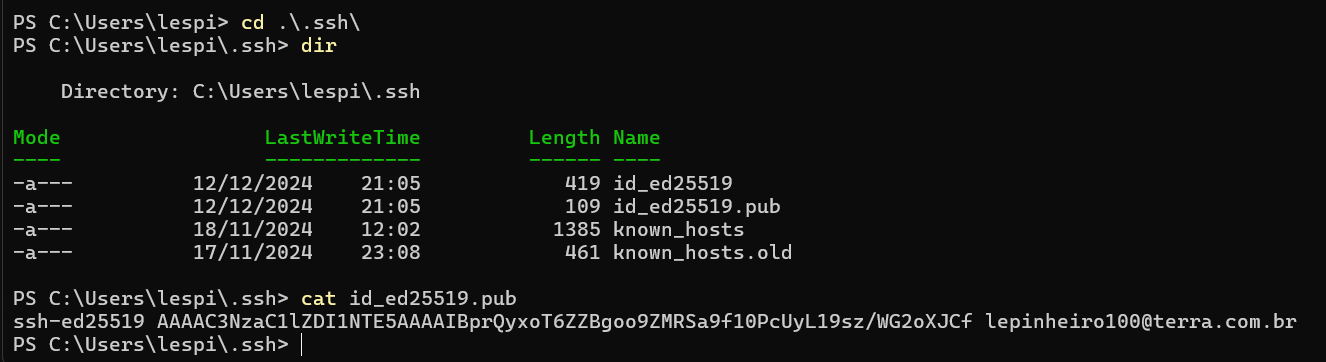 PS C:\Users\lespi> cd .\.ssh\
PS C:\Users\lespi\.ssh> dir
Directory: C:\Users\lespi\.ssh
Mode LastWriteTime Length Name
---- ------------- ------ ----
-a--- 12/12/2024 21:05 419 id_ed25519
-a--- 12/12/2024 21:05 109 id_ed25519.pub
-a--- 18/11/2024 12:02 1385 known_hosts
-a--- 17/11/2024 23:08 461 known_hosts.old
PS C:\Users\lespi\.ssh> cat id_ed25519.pub
ssh-ed25519 AAAAC3NzaC1lZDI1NTE5AAAAIBprQyxoT6ZZBgoo9ZMRSa9f10PcUyL19sz/WG2oXJCf lepinheiro100@terra.com.br
PS C:\Users\lespi\.ssh>